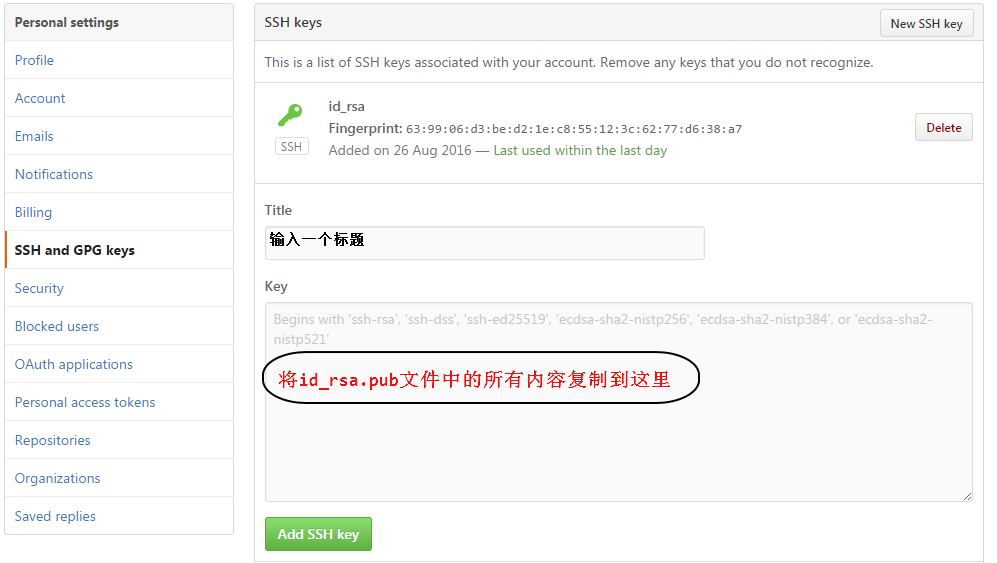 Personal settings
Profile
Account
Emails
Notifications
Billing
SSH and GPG keys
Security
Blocked users
OAuth applications
Personal access tokens
Repositories
Organizations
Saved replies
SSH keys
New SSH key
This is a list of SSH keys associated with your account. Remove any keys that you do not recognize.
SSH
id_rsa
Fingerprint: 63:99:06:d3:be:d2:1e:c8:55:12:3c:62:77:d6:38:a7
Added on 26 Aug 2016 — Last used within the last day
Delete
Title
输入一个标题
Key
Begins with 'ssh-rsa', 'ssh-dss', 'ssh-ed25519', 'ecdsa-sha2-nistp256', 'ecdsa-sha2-nistp384', or 'ecdsa-sha2-
nistp521'
将id_rsa.pub文件中的所有内容复制到这里
Add SSH key